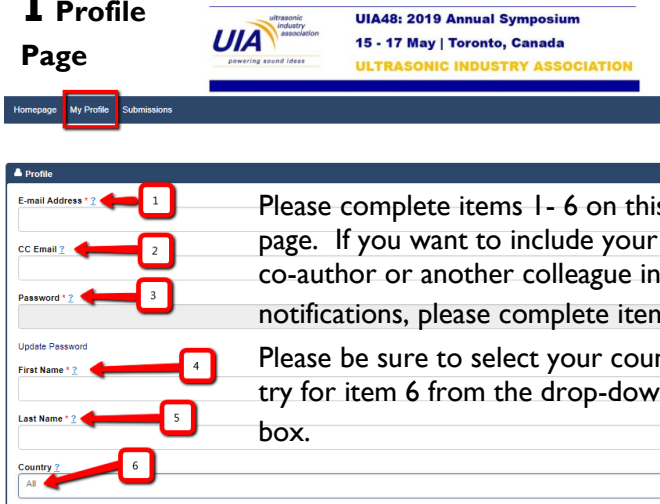 1 Profile
Page
UIA
ultrasonic
industry
association
powering sound ideas
UIA48: 2019 Annual Symposium
15 - 17 May | Toronto, Canada
ULTRASONIC INDUSTRY ASSOCIATION
Homepage My Profile Submissions
Profile
E-mail Address * ? 1
CC Email ? 2
Password * ? 3
Update Password
First Name * ? 4
Last Name * ? 5
Country ? 6
All
Please complete items 1- 6 on this
page. If you want to include your
co-author or another colleague in
notifications, please complete item
Please be sure to select your coun
try for item 6 from the drop-dow
box.